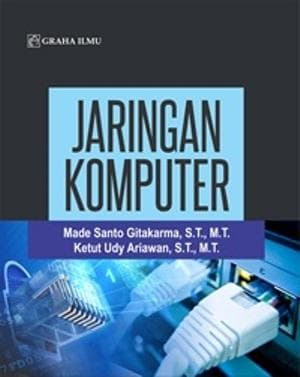 GRAHA ILMU
JARINGAN
KOMPUTER
Made Santo Gitakarma, S.T., M.T.
Ketut Udy Ariawan, S.T., M.T.